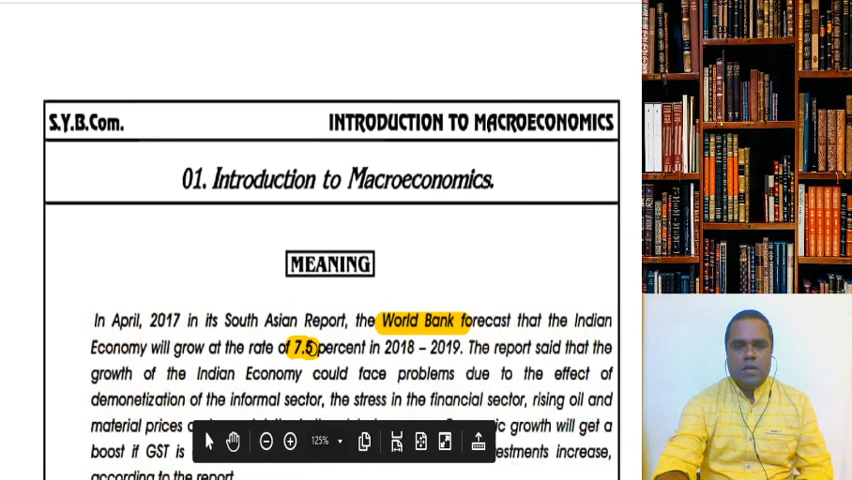 S.Y.B.Com. INTRODUCTION TO MACROECONOMICS
01. Introduction to Macroeconomics.
MEANING
In April, 2017 in its South Asian Report, the World Bank forecast that the Indian
Economy will grow at the rate of 7.5 percent in 2018 – 2019. The report said that the
growth of the Indian Economy could face problems due to the effect of
demonetization of the informal sector, the stress in the financial sector, rising oil and
material prices growth will get a
boost if GST is increase,
according to the report.
125%